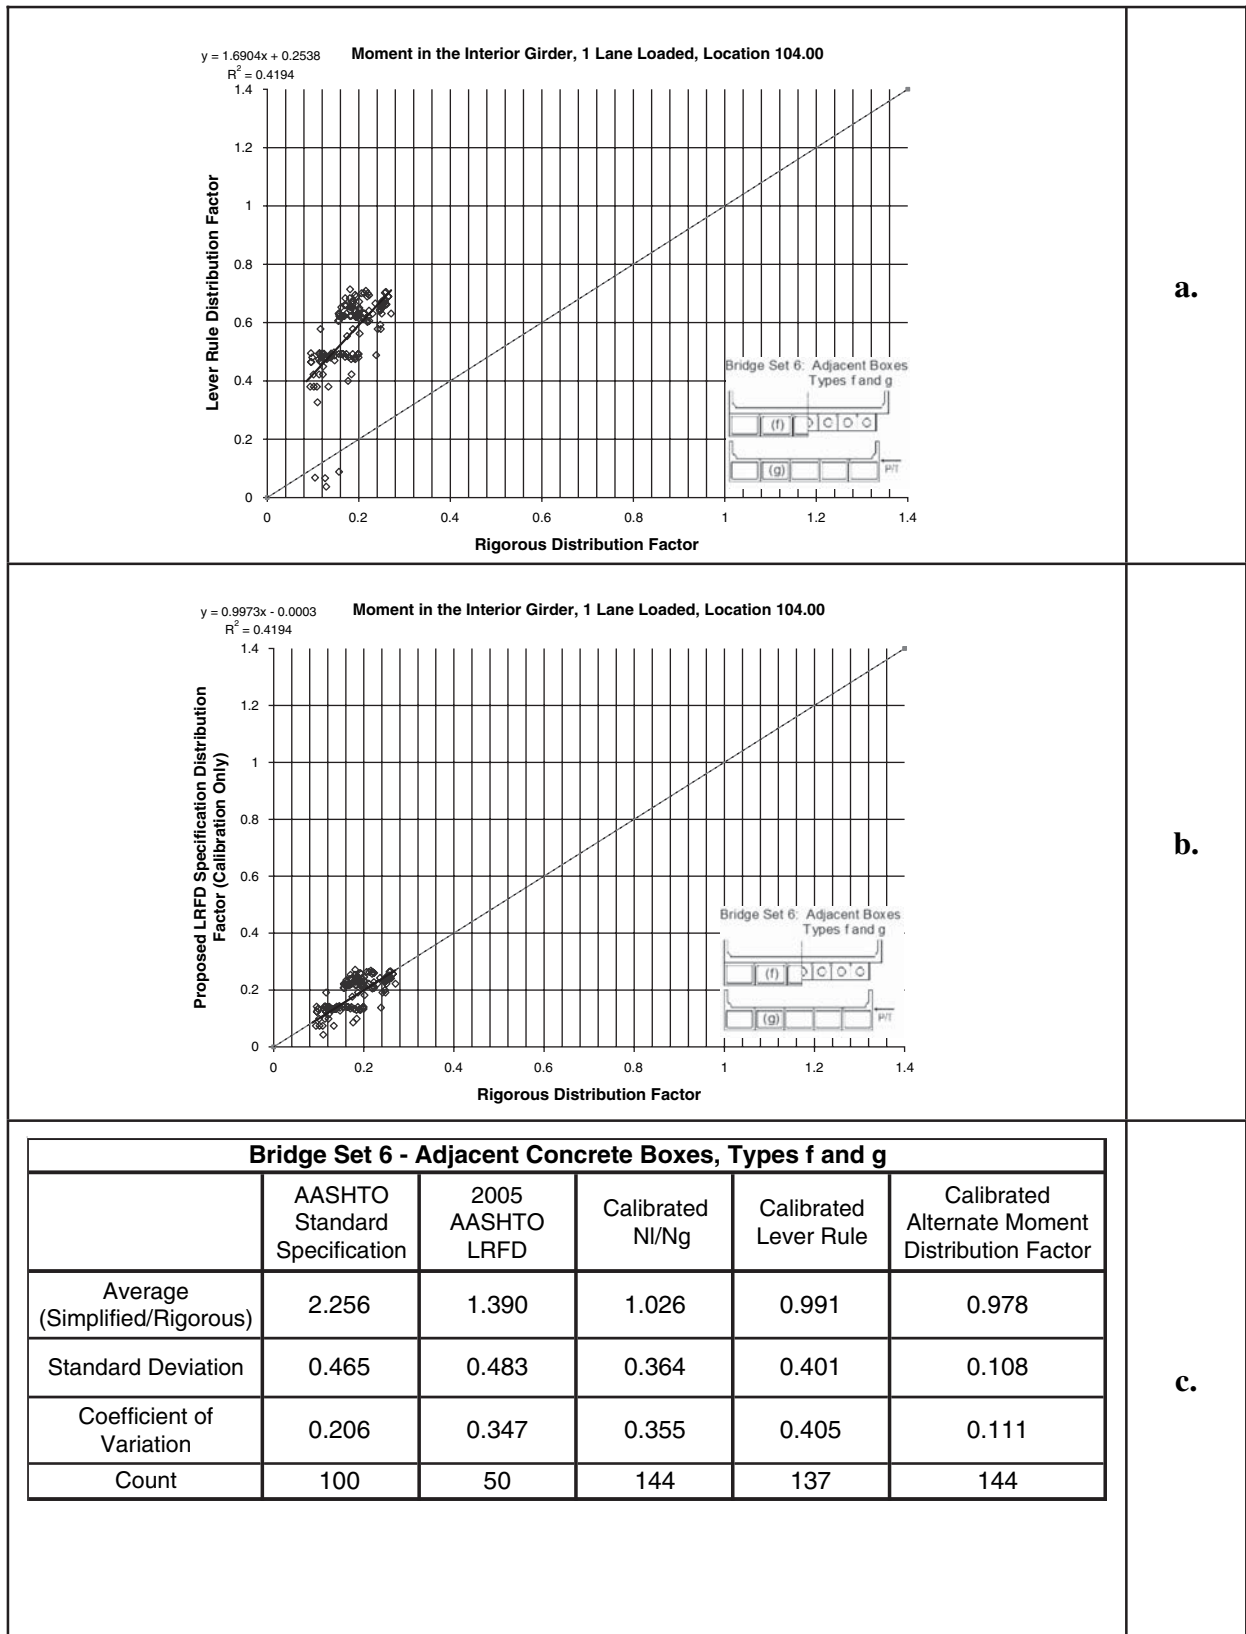 y = 1.6904x + 0.2538
R² = 0.4194
Moment in the Interior Girder, 1 Lane Loaded, Location 104.00
Lever Rule Distribution Factor
1.4
1.2
1
0.8
0.6
0.4
0.2
0
0 0.2 0.4 0.6 0.8 1 1.2 1.4
Rigorous Distribution Factor
Bridge Set 6: Adjacent Boxes
Types f and g
(f)
(g)
P/T
a.
y = 0.9973x - 0.0003
R² = 0.4194
Moment in the Interior Girder, 1 Lane Loaded, Location 104.00
Proposed LRFD Specification Distribution
Factor (Calibration Only)
1.4
1.2
1
0.8
0.6
0.4
0.2
0
0 0.2 0.4 0.6 0.8 1 1.2 1.4
Rigorous Distribution Factor
Bridge Set 6: Adjacent Boxes
Types f and g
(f)
(g)
P/T
b.
Bridge Set 6 - Adjacent Concrete Boxes, Types f and g
AASHTO Standard Specification
2005 AASHTO LRFD
Calibrated Nl/Ng
Calibrated Lever Rule
Calibrated Alternate Moment Distribution Factor
Average (Simplified/Rigorous) 2.256 1.390 1.026 0.991 0.978
Standard Deviation 0.465 0.483 0.364 0.401 0.108
Coefficient of Variation 0.206 0.347 0.355 0.405 0.111
Count 100 50 144 137 144
c.